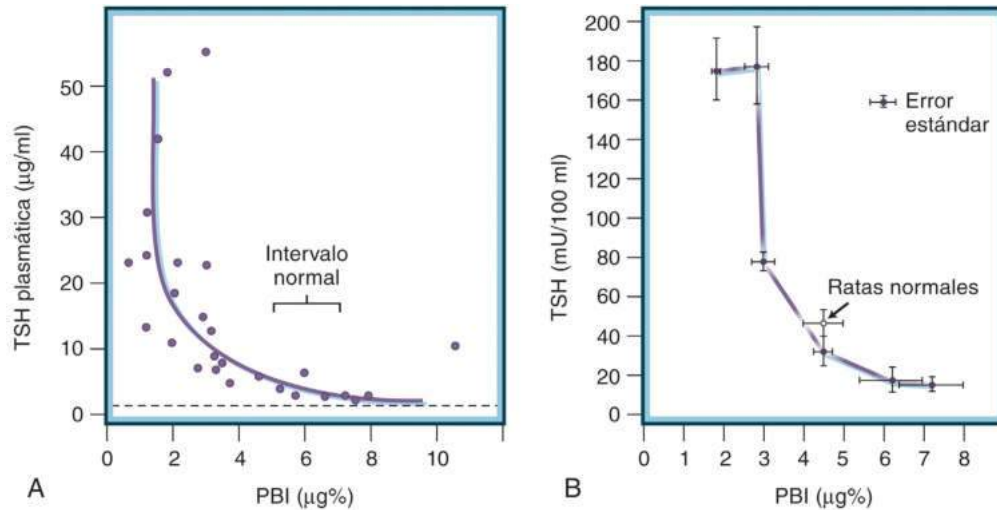 TSH plasmática (µg/ml)
50
40
30
20
10
0
Intervalo
normal
0 2 4 6 8 10
PBI (µg%)
A
TSH (mU/100 ml)
200
180
160
140
120
100
80
60
40
20
0
Error
estándar
Ratas normales
0 1 2 3 4 5 6 7 8
PBI (µg%)
B